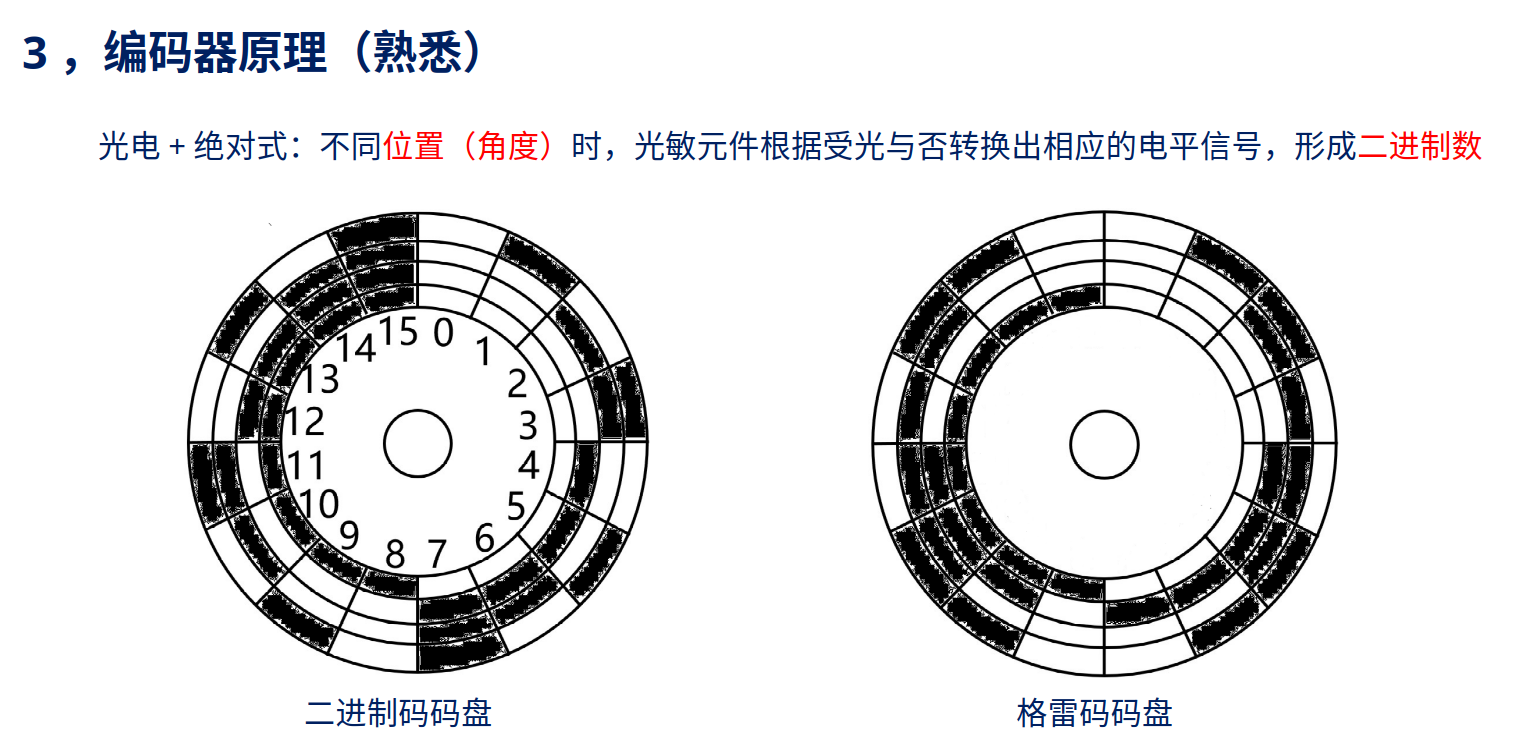 3，编码器原理（熟悉）
光电 + 绝对式：不同位置（角度）时，光敏元件根据受光与否转换出相应的电平信号，形成二进制数
15 0
14 1
13 2
12 3
11 4
10 5
9 6
8 7
二进制码码盘
格雷码码盘